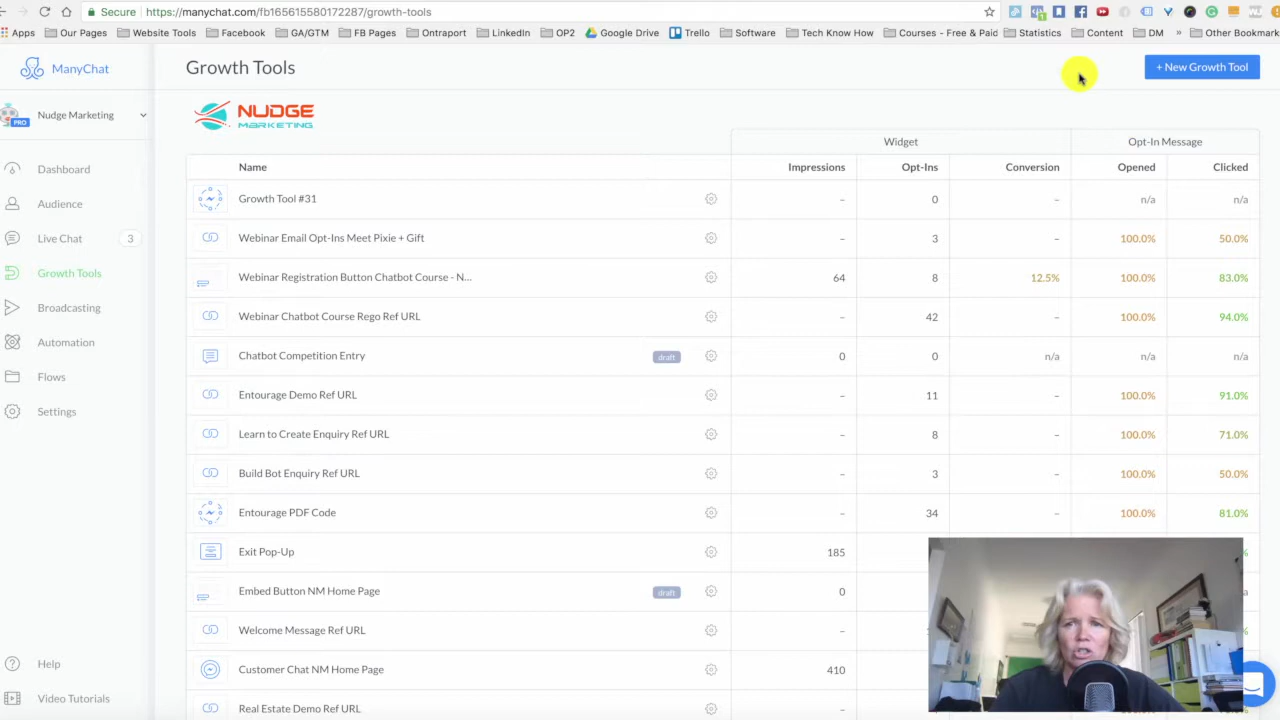 Secure https://manychat.com/fb165615580172287/growth-tools
Apps Our Pages Website Tools Facebook GA/GTM FB Pages Ontraport LinkedIn OP2 Google Drive Trello Software Tech Know How Courses - Free & Paid Statistics Content DM » Other Bookmark
ManyChat
Growth Tools
+ New Growth Tool
PRO
Nudge Marketing
NUDGE
MARKETING
Widget
Opt-In Message
Name Impressions Opt-Ins Conversion Opened Clicked
Dashboard
Audience
Live Chat 3
Growth Tools
Broadcasting
Automation
Flows
Settings
Help
Video Tutorials
Growth Tool #31 – 0 – n/a n/a
Webinar Email Opt-Ins Meet Pixie + Gift – 3 – 100.0% 50.0%
Webinar Registration Button Chatbot Course - N... 64 8 12.5% 100.0% 83.0%
Webinar Chatbot Course Rego Ref URL – 42 – 100.0% 94.0%
Chatbot Competition Entry draft 0 0 n/a n/a n/a
Entourage Demo Ref URL – 11 – 100.0% 91.0%
Learn to Create Enquiry Ref URL – 8 – 100.0% 71.0%
Build Bot Enquiry Ref URL – 3 – 100.0% 50.0%
Entourage PDF Code – 34 – 100.0% 81.0%
Exit Pop-Up 185 %
Embed Button NM Home Page draft 0 a
Welcome Message Ref URL – %
Customer Chat NM Home Page 410 %
Real Estate Demo Ref URL –